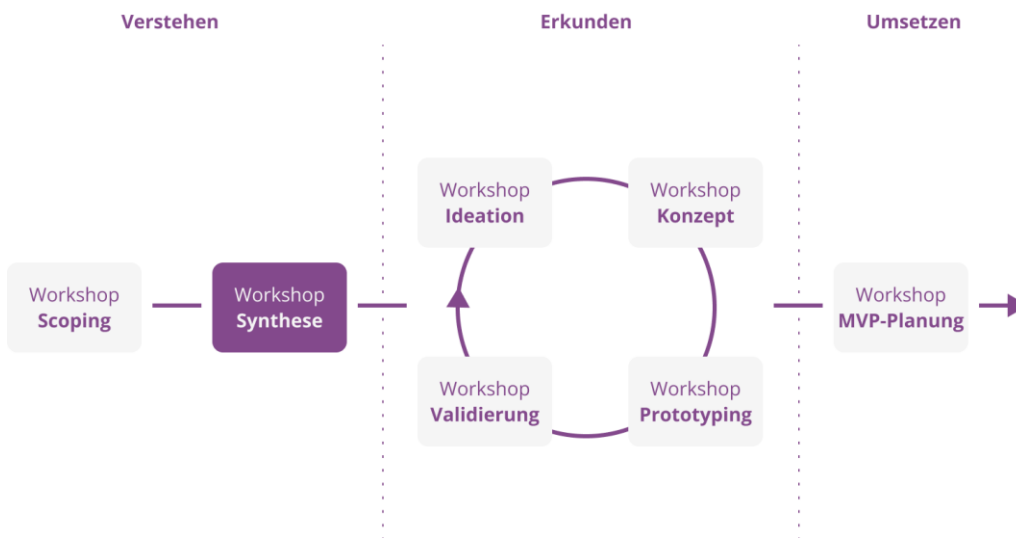 Verstehen
Erkunden
Umsetzen
Workshop
Scoping
Workshop
Synthese
Workshop
Ideation
Workshop
Konzept
Workshop
Validierung
Workshop
Prototyping
Workshop
MVP-Planung